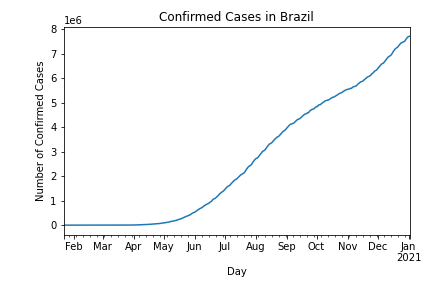 Confirmed Cases in Brazil
1e6
8
7
6
5
4
3
2
1
0
Number of Confirmed Cases
Feb Mar Apr May Jun Jul Aug Sep Oct Nov Dec Jan
2021
Day